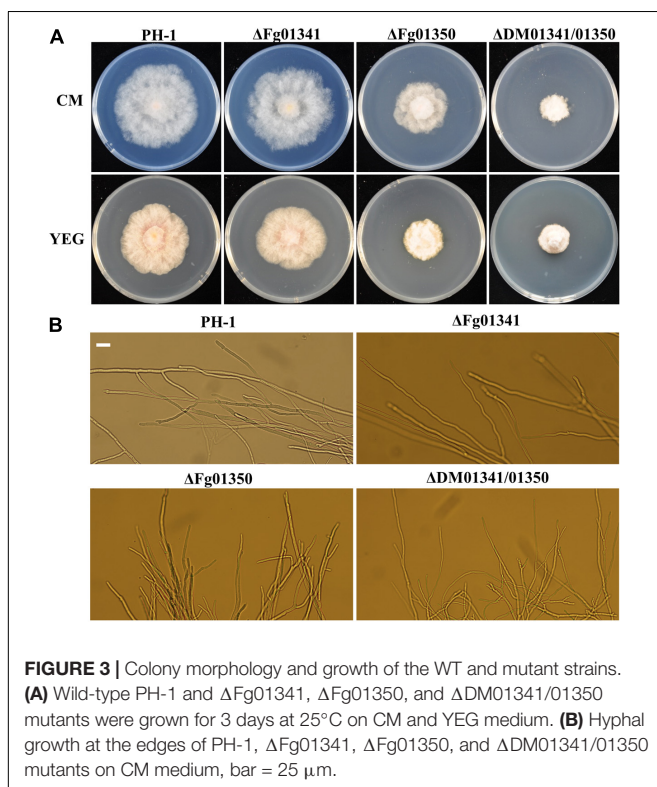 A
PH-1 ΔFg01341 ΔFg01350 ΔDM01341/01350
CM
YEG
B
PH-1 ΔFg01341
ΔFg01350 ΔDM01341/01350
FIGURE 3 | Colony morphology and growth of the WT and mutant strains.
(A) Wild-type PH-1 and ΔFg01341, ΔFg01350, and ΔDM01341/01350
mutants were grown for 3 days at 25°C on CM and YEG medium. (B) Hyphal
growth at the edges of PH-1, ΔFg01341, ΔFg01350, and ΔDM01341/01350
mutants on CM medium, bar = 25 μm.